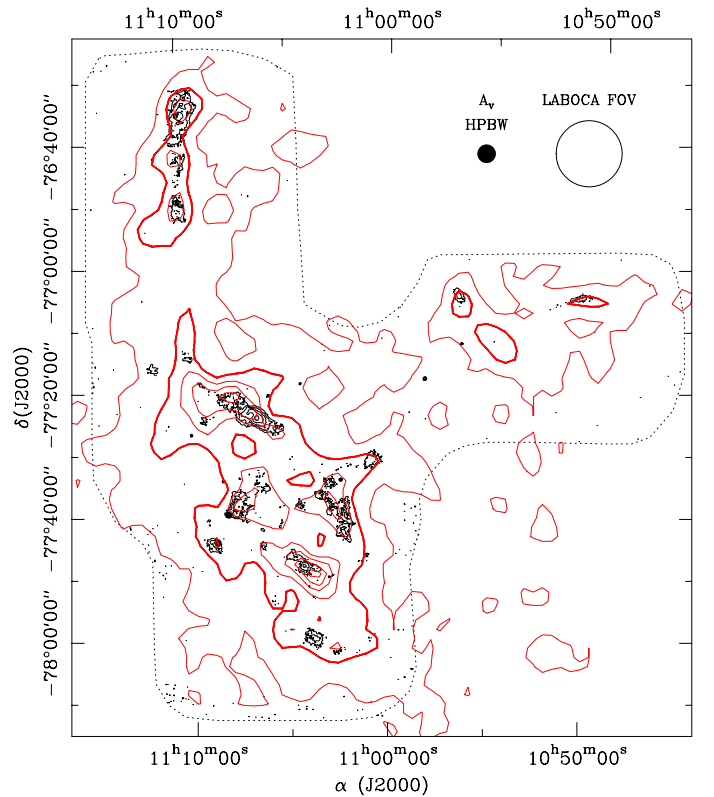 11ʰ10ᵐ00ˢ 11ʰ00ᵐ00ˢ 10ʰ50ᵐ00ˢ
Aᵥ LABOCA FOV
HPBW
−76°40′00″
−77°00′00″
−77°20′00″
δ(J2000)
−77°40′00″
−78°00′00″
11ʰ10ᵐ00ˢ 11ʰ00ᵐ00ˢ 10ʰ50ᵐ00ˢ
α (J2000)